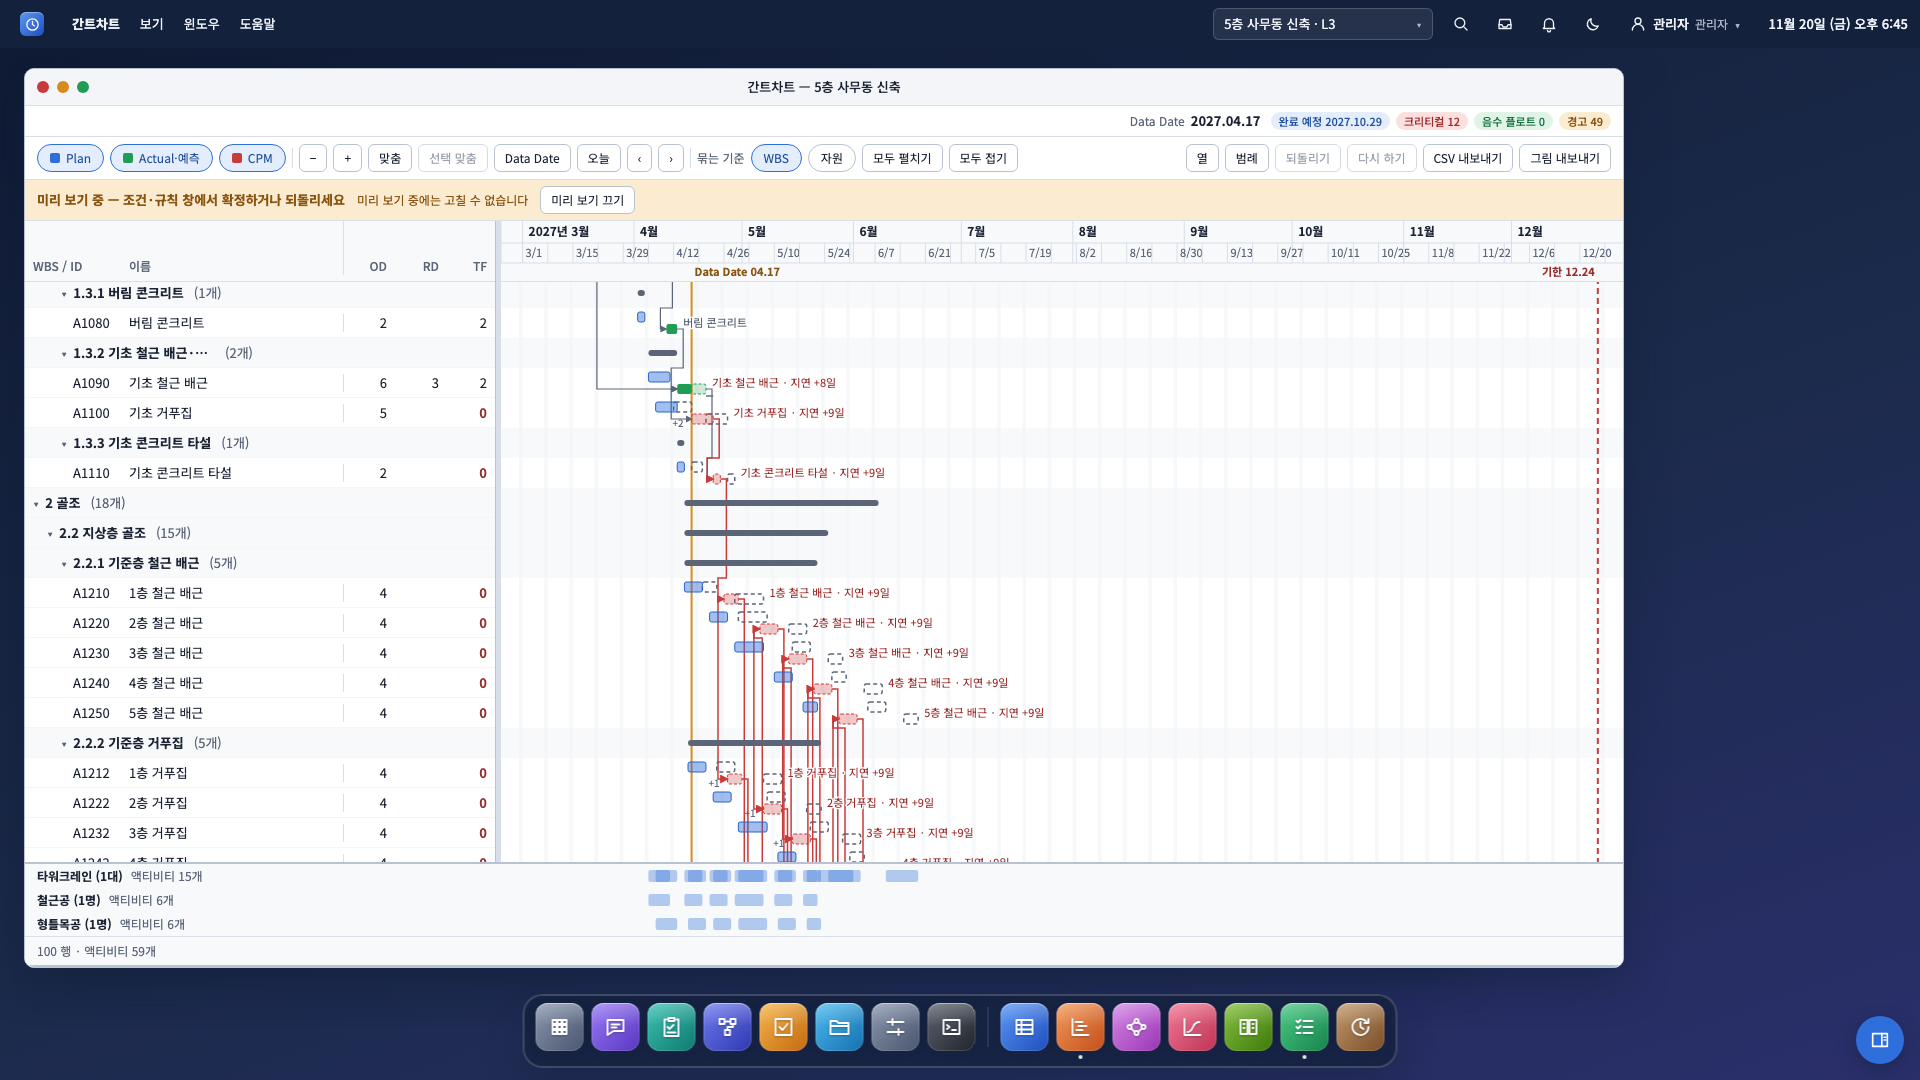 간트차트 보기 윈도우 도움말 5층 사무동 신축 · L3 관리자 관리자 11월 20일 (금) 오후 6:45
간트차트 — 5층 사무동 신축
Data Date 2027.04.17 완료 예정 2027.10.29 크리티컬 12 음수 플로트 0 경고 49
Plan Actual·예측 CPM − + 맞춤 선택 맞춤 Data Date 오늘 ‹ › 묶는 기준 WBS 자원 모두 펼치기 모두 접기 열 범례 되돌리기 다시 하기 CSV 내보내기 그림 내보내기
미리 보기 중 — 조건·규칙 창에서 확정하거나 되돌리세요 미리 보기 중에는 고칠 수 없습니다 미리 보기 끄기
2027년 3월 4월 5월 6월 7월 8월 9월 10월 11월 12월
3/1 3/15 3/29 4/12 4/26 5/10 5/24 6/7 6/21 7/5 7/19 8/2 8/16 8/30 9/13 9/27 10/11 10/25 11/8 11/22 12/6 12/20
WBS / ID 이름 OD RD TF
Data Date 04.17 기한 12.24
1.3.1 버림 콘크리트 (1개)
A1080 버림 콘크리트 2 2 버림 콘크리트
1.3.2 기초 철근 배근·… (2개)
A1090 기초 철근 배근 6 3 2 기초 철근 배근 · 지연 +8일
A1100 기초 거푸집 5 0 기초 거푸집 · 지연 +9일
+2
1.3.3 기초 콘크리트 타설 (1개)
A1110 기초 콘크리트 타설 2 0 기초 콘크리트 타설 · 지연 +9일
2 골조 (18개)
2.2 지상층 골조 (15개)
2.2.1 기준층 철근 배근 (5개)
A1210 1층 철근 배근 4 0 1층 철근 배근 · 지연 +9일
A1220 2층 철근 배근 4 0 2층 철근 배근 · 지연 +9일
A1230 3층 철근 배근 4 0 3층 철근 배근 · 지연 +9일
A1240 4층 철근 배근 4 0 4층 철근 배근 · 지연 +9일
A1250 5층 철근 배근 4 0 5층 철근 배근 · 지연 +9일
2.2.2 기준층 거푸집 (5개)
A1212 1층 거푸집 4 0 1층 거푸집 · 지연 +9일
+1
A1222 2층 거푸집 4 0 2층 거푸집 · 지연 +9일
+1
A1232 3층 거푸집 4 0 3층 거푸집 · 지연 +9일
+1
A1242 4층 거푸집 4 0 4층 거푸집 · 지연 +9일
타워크레인 (1대) 액티비티 15개
철근공 (1명) 액티비티 6개
형틀목공 (1명) 액티비티 6개
100 행 · 액티비티 59개